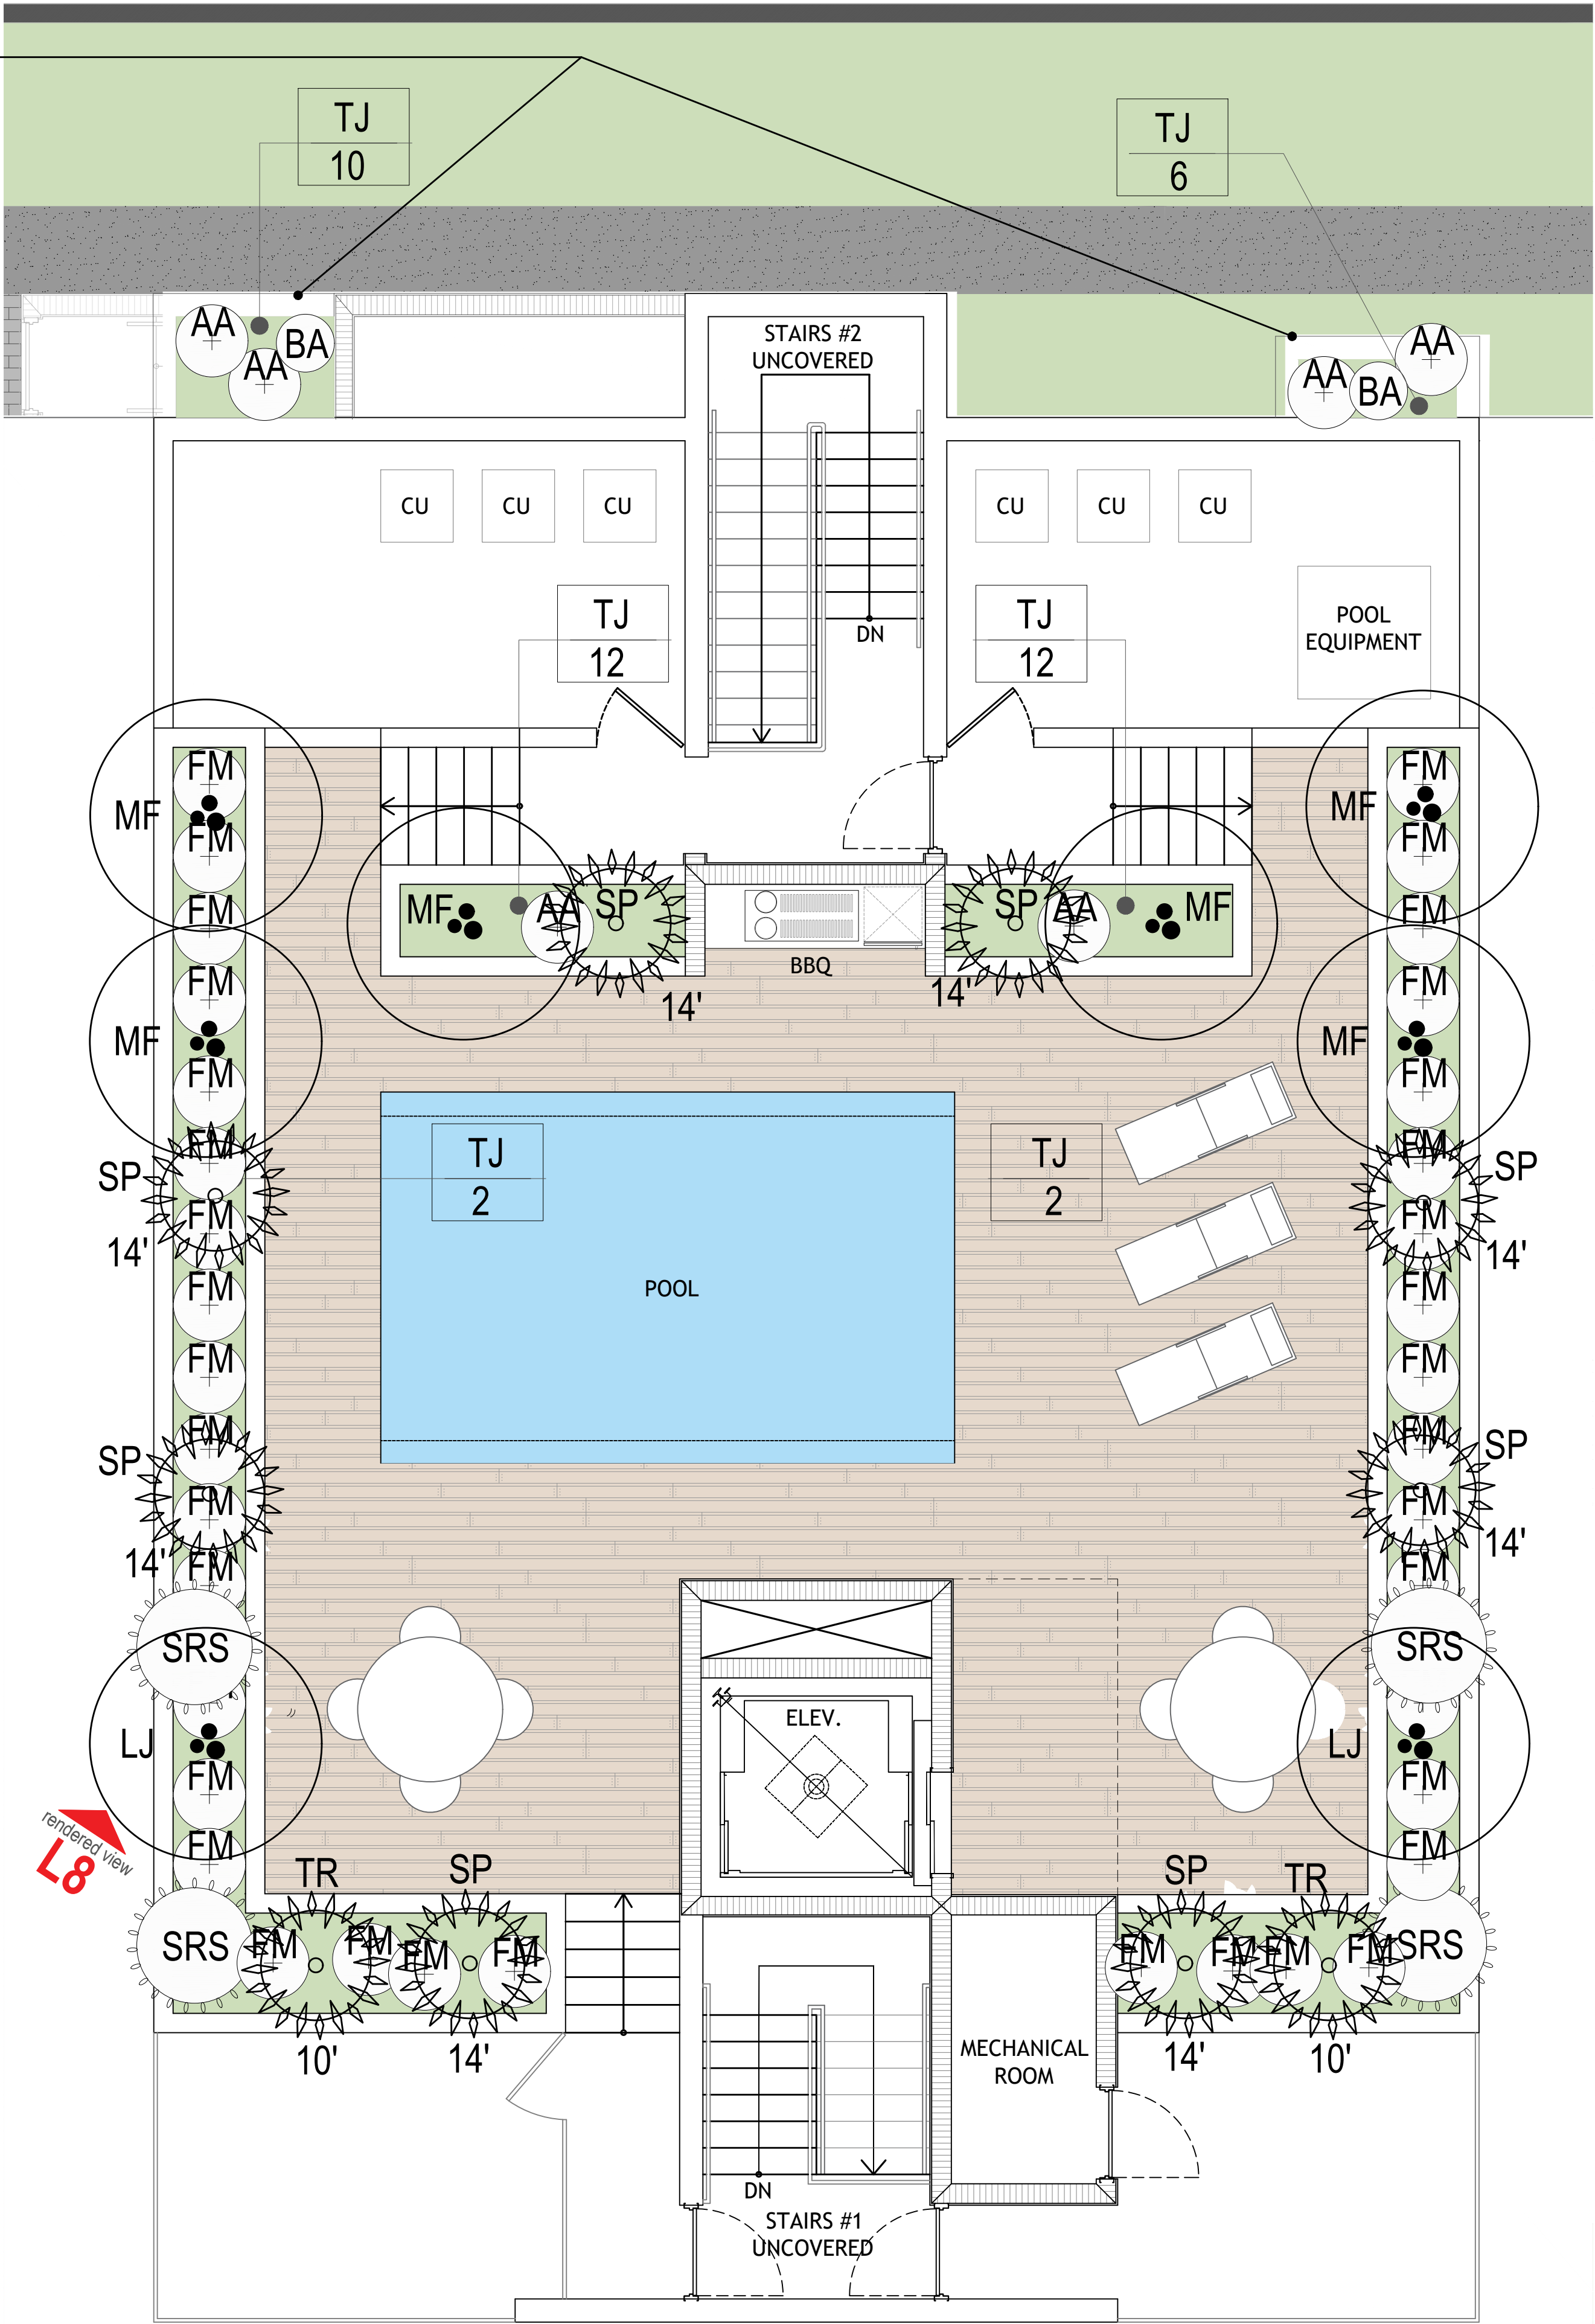 TJ
10
TJ
6
AA
BA
AA
AA
AA
BA
STAIRS #2
UNCOVERED
CU
CU
CU
CU
CU
CU
TJ
12
TJ
12
DN
POOL
EQUIPMENT
FM
FM
MF
MF
FM
FM
FM
FM
MF
AA
SP
SP
AA
MF
BBQ
14'
14'
FM
FM
MF
MF
FM
FM
FM
FM
TJ
2
TJ
2
SP
SP
FM
FM
14'
14'
FM
FM
POOL
FM
FM
FM
FM
SP
SP
FM
FM
14'
14'
FM
FM
SRS
SRS
ELEV.
LJ
LJ
FM
FM
rendered view
L8
FM
FM
TR
SP
SP
TR
SRS
FM
FM
FM
FM
FM
FM
FM
FM
SRS
10'
14'
14'
10'
MECHANICAL
ROOM
DN
STAIRS #1
UNCOVERED